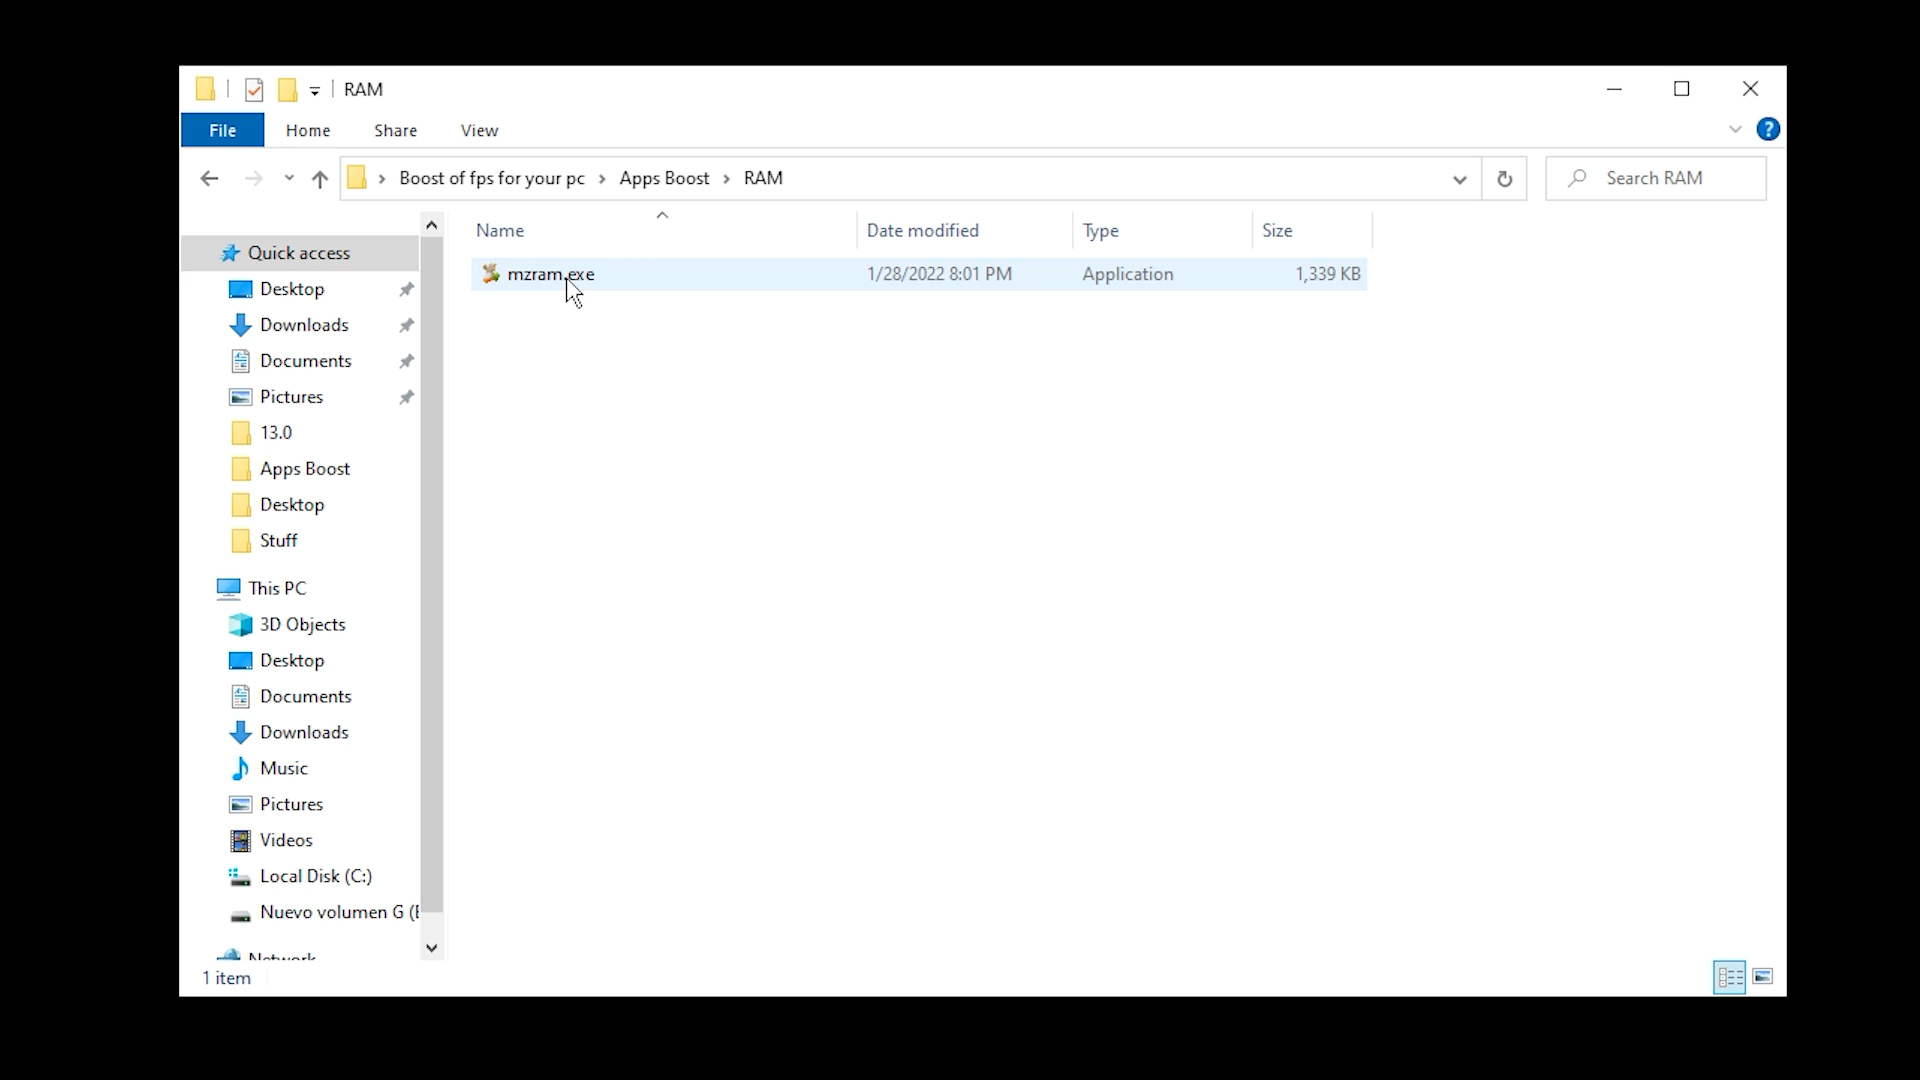 RAM
File Home Share View
?
Boost of fps for your pc Apps Boost RAM
Search RAM
Name Date modified Type Size
mzram.exe 1/28/2022 8:01 PM Application 1,339 KB
Quick access
Desktop
Downloads
Documents
Pictures
13.0
Apps Boost
Desktop
Stuff
This PC
3D Objects
Desktop
Documents
Downloads
Music
Pictures
Videos
Local Disk (C:)
Nuevo volumen G (E
Network
1 item